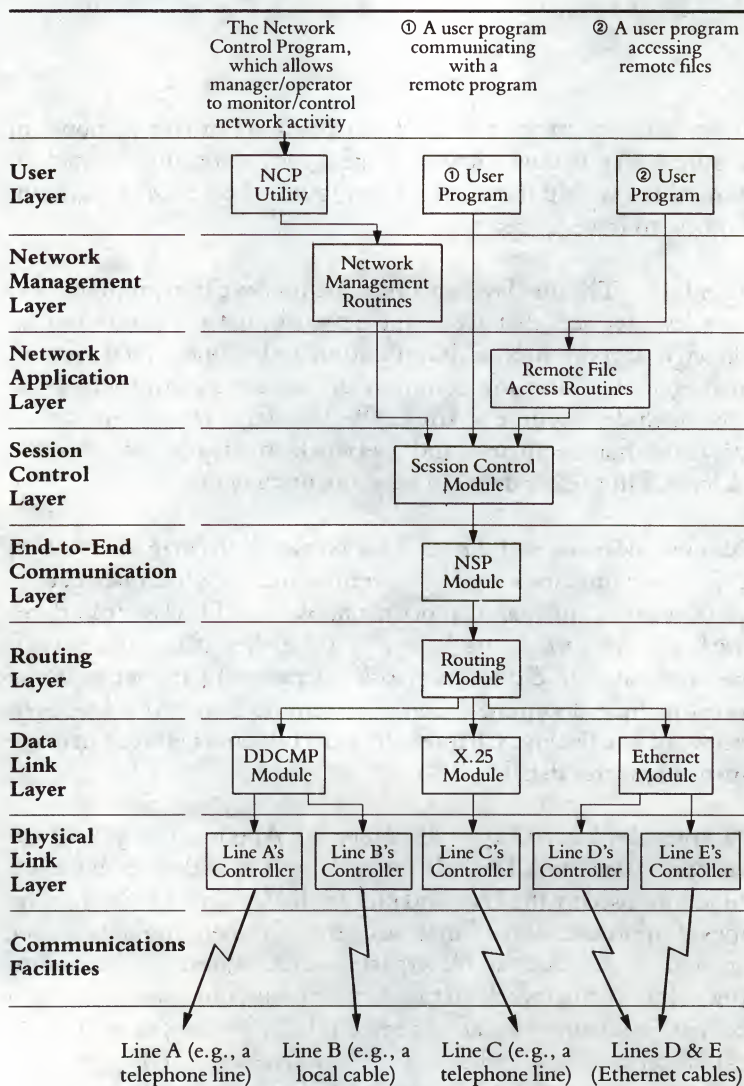 The Network
Control Program,
which allows
manager/operator
to monitor/control
network activity
① A user program
communicating
with a
remote program
② A user program
accessing
remote files
User
Layer
NCP
Utility
① User
Program
② User
Program
Network
Management
Layer
Network
Management
Routines
Network
Application
Layer
Remote File
Access Routines
Session
Control
Layer
Session Control
Module
End-to-End
Communication
Layer
NSP
Module
Routing
Layer
Routing
Module
Data
Link
Layer
DDCMP
Module
X.25
Module
Ethernet
Module
Physical
Link
Layer
Line A's
Controller
Line B's
Controller
Line C's
Controller
Line D's
Controller
Line E's
Controller
Communications
Facilities
Line A (e.g., a
telephone line)
Line B (e.g., a
local cable)
Line C (e.g., a
telephone line)
Lines D & E
(Ethernet cables)